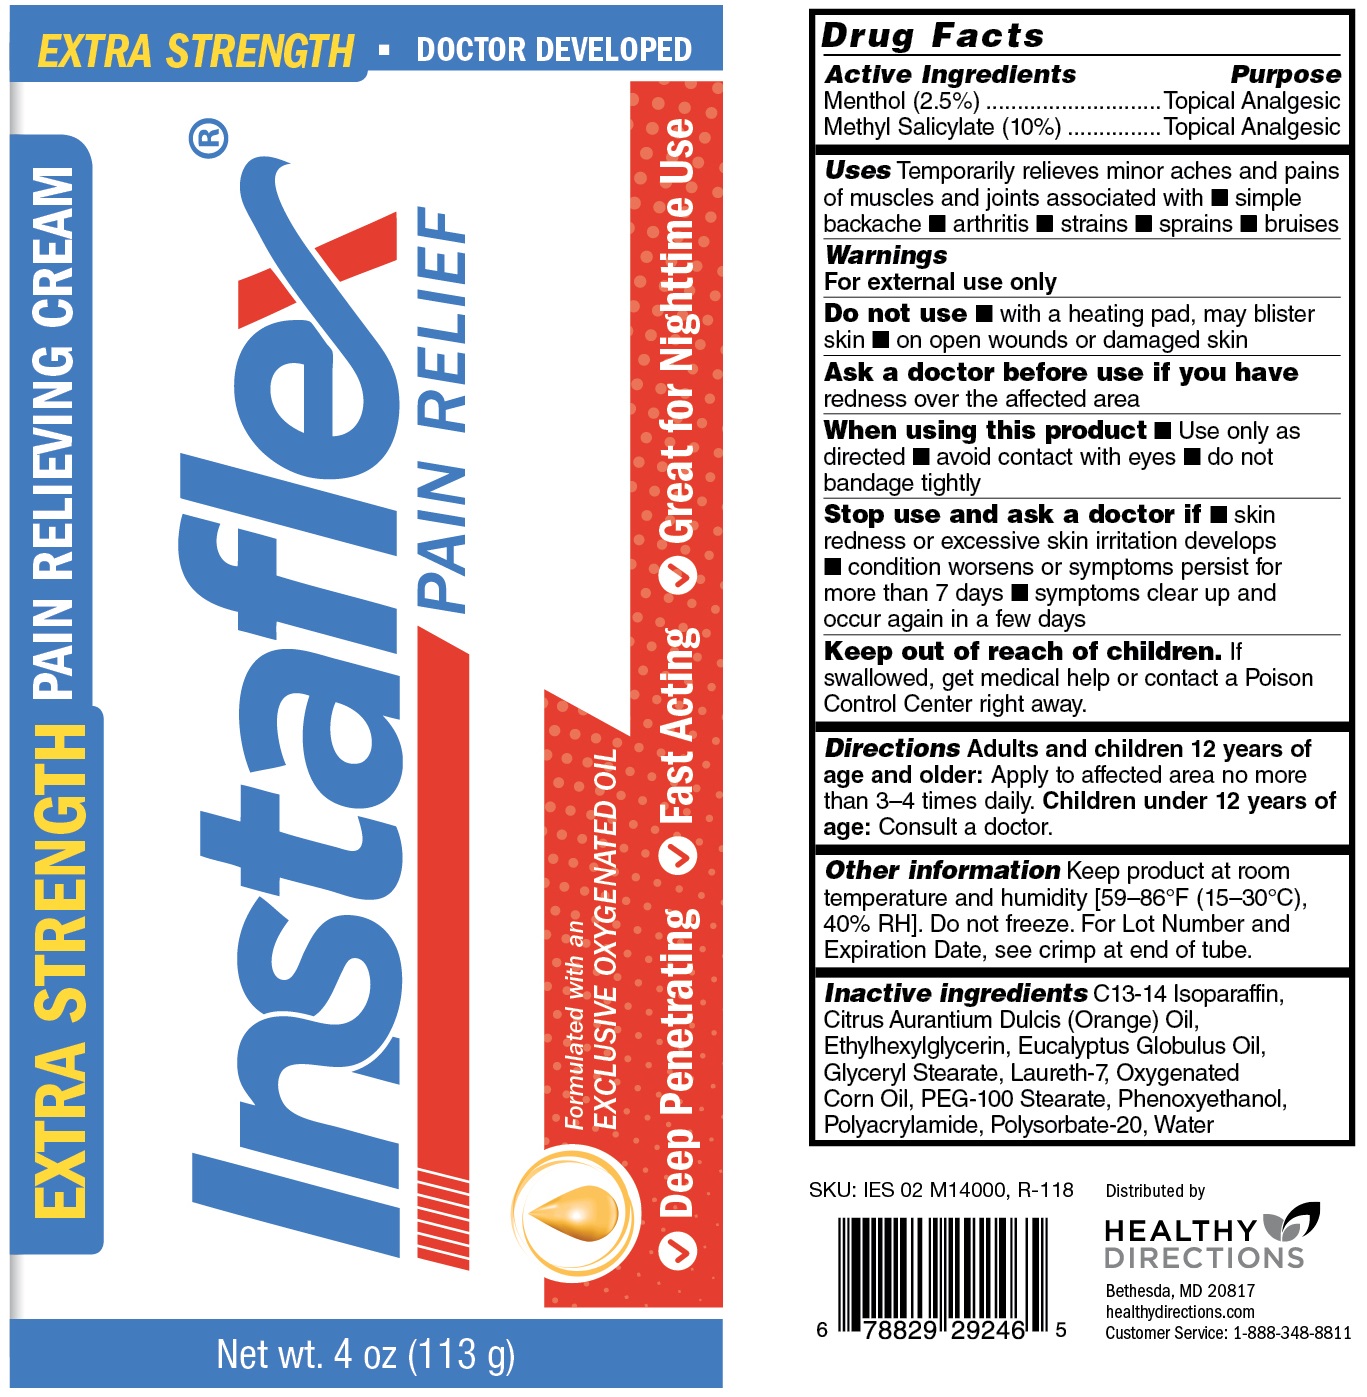 EXTRA STRENGTH ▪ DOCTOR DEVELOPED
EXTRA STRENGTH PAIN RELIEVING CREAM
Instaflex®
PAIN RELIEF
Formulated with an
EXCLUSIVE OXYGENATED OIL
Deep Penetrating Fast Acting Great for Nighttime Use
Net wt. 4 oz (113 g)
Drug Facts
Active Ingredients Purpose
Menthol (2.5%) ............................ Topical Analgesic
Methyl Salicylate (10%) ............... Topical Analgesic
Uses Temporarily relieves minor aches and pains
of muscles and joints associated with ■ simple
backache ■ arthritis ■ strains ■ sprains ■ bruises
Warnings
For external use only
Do not use ■ with a heating pad, may blister
skin ■ on open wounds or damaged skin
Ask a doctor before use if you have
redness over the affected area
When using this product ■ Use only as
directed ■ avoid contact with eyes ■ do not
bandage tightly
Stop use and ask a doctor if ■ skin
redness or excessive skin irritation develops
■ condition worsens or symptoms persist for
more than 7 days ■ symptoms clear up and
occur again in a few days
Keep out of reach of children. If
swallowed, get medical help or contact a Poison
Control Center right away.
Directions Adults and children 12 years of
age and older: Apply to affected area no more
than 3–4 times daily. Children under 12 years of
age: Consult a doctor.
Other information Keep product at room
temperature and humidity [59–86°F (15–30°C),
40% RH]. Do not freeze. For Lot Number and
Expiration Date, see crimp at end of tube.
Inactive ingredients C13-14 Isoparaffin,
Citrus Aurantium Dulcis (Orange) Oil,
Ethylhexylglycerin, Eucalyptus Globulus Oil,
Glyceryl Stearate, Laureth-7, Oxygenated
Corn Oil, PEG-100 Stearate, Phenoxyethanol,
Polyacrylamide, Polysorbate-20, Water
SKU: IES 02 M14000, R-118
6 78829 29246 5
Distributed by
HEALTHY
DIRECTIONS
Bethesda, MD 20817
healthydirections.com
Customer Service: 1-888-348-8811